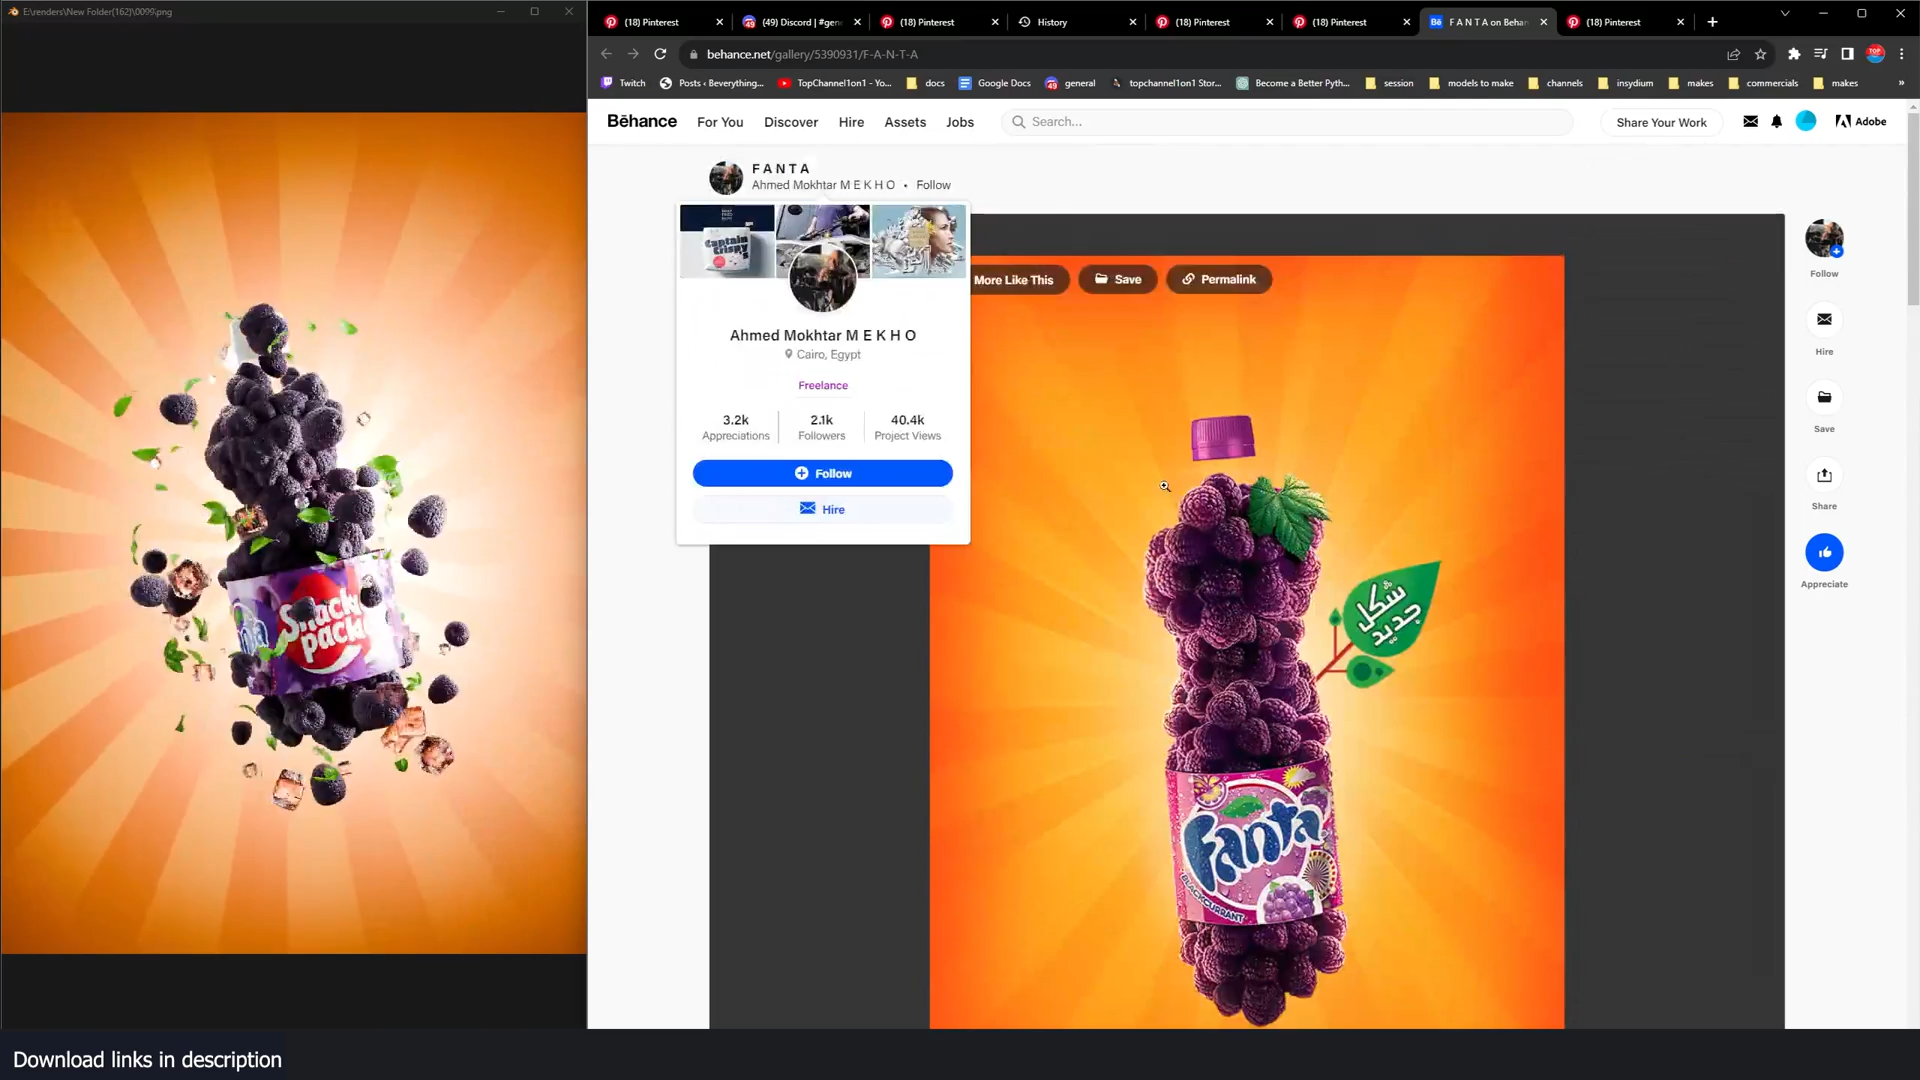 E:\renders\New Folder(162)\0099.png
(18) Pinterest
(49) Discord | #gene
(18) Pinterest
History
(18) Pinterest
(18) Pinterest
F A N T A on Behan
(18) Pinterest
behance.net/gallery/5390931/F-A-N-T-A
Twitch
Posts ‹ Beverything...
TopChannel1on1 - Yo...
docs
Google Docs
general
topchannel1on1 Stor...
Become a Better Pyth...
session
models to make
channels
insydium
makes
commercials
makes
»
Bēhance
For You
Discover
Hire
Assets
Jobs
Search...
Share Your Work
Adobe
F A N T A
Ahmed Mokhtar M E K H O • Follow
Captain
Crispy
More Like This
Save
Permalink
Ahmed Mokhtar M E K H O
Cairo, Egypt
Freelance
3.2k
Appreciations
2.1k
Followers
40.4k
Project Views
Follow
Hire
Follow
Hire
Save
Share
Appreciate
شكل
جديد
Fanta
BLACKCURRANT
Snack
pack
Download links in description